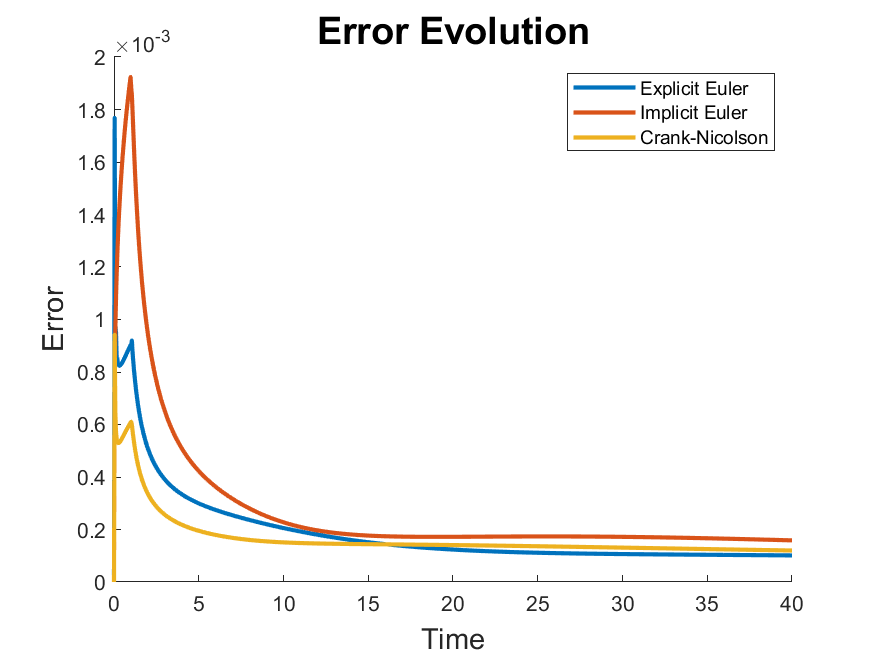 Error Evolution
×10-3
2
1.8
1.6
1.4
1.2
1
0.8
0.6
0.4
0.2
0
Error
Explicit Euler
Implicit Euler
Crank-Nicolson
0 5 10 15 20 25 30 35 40
Time